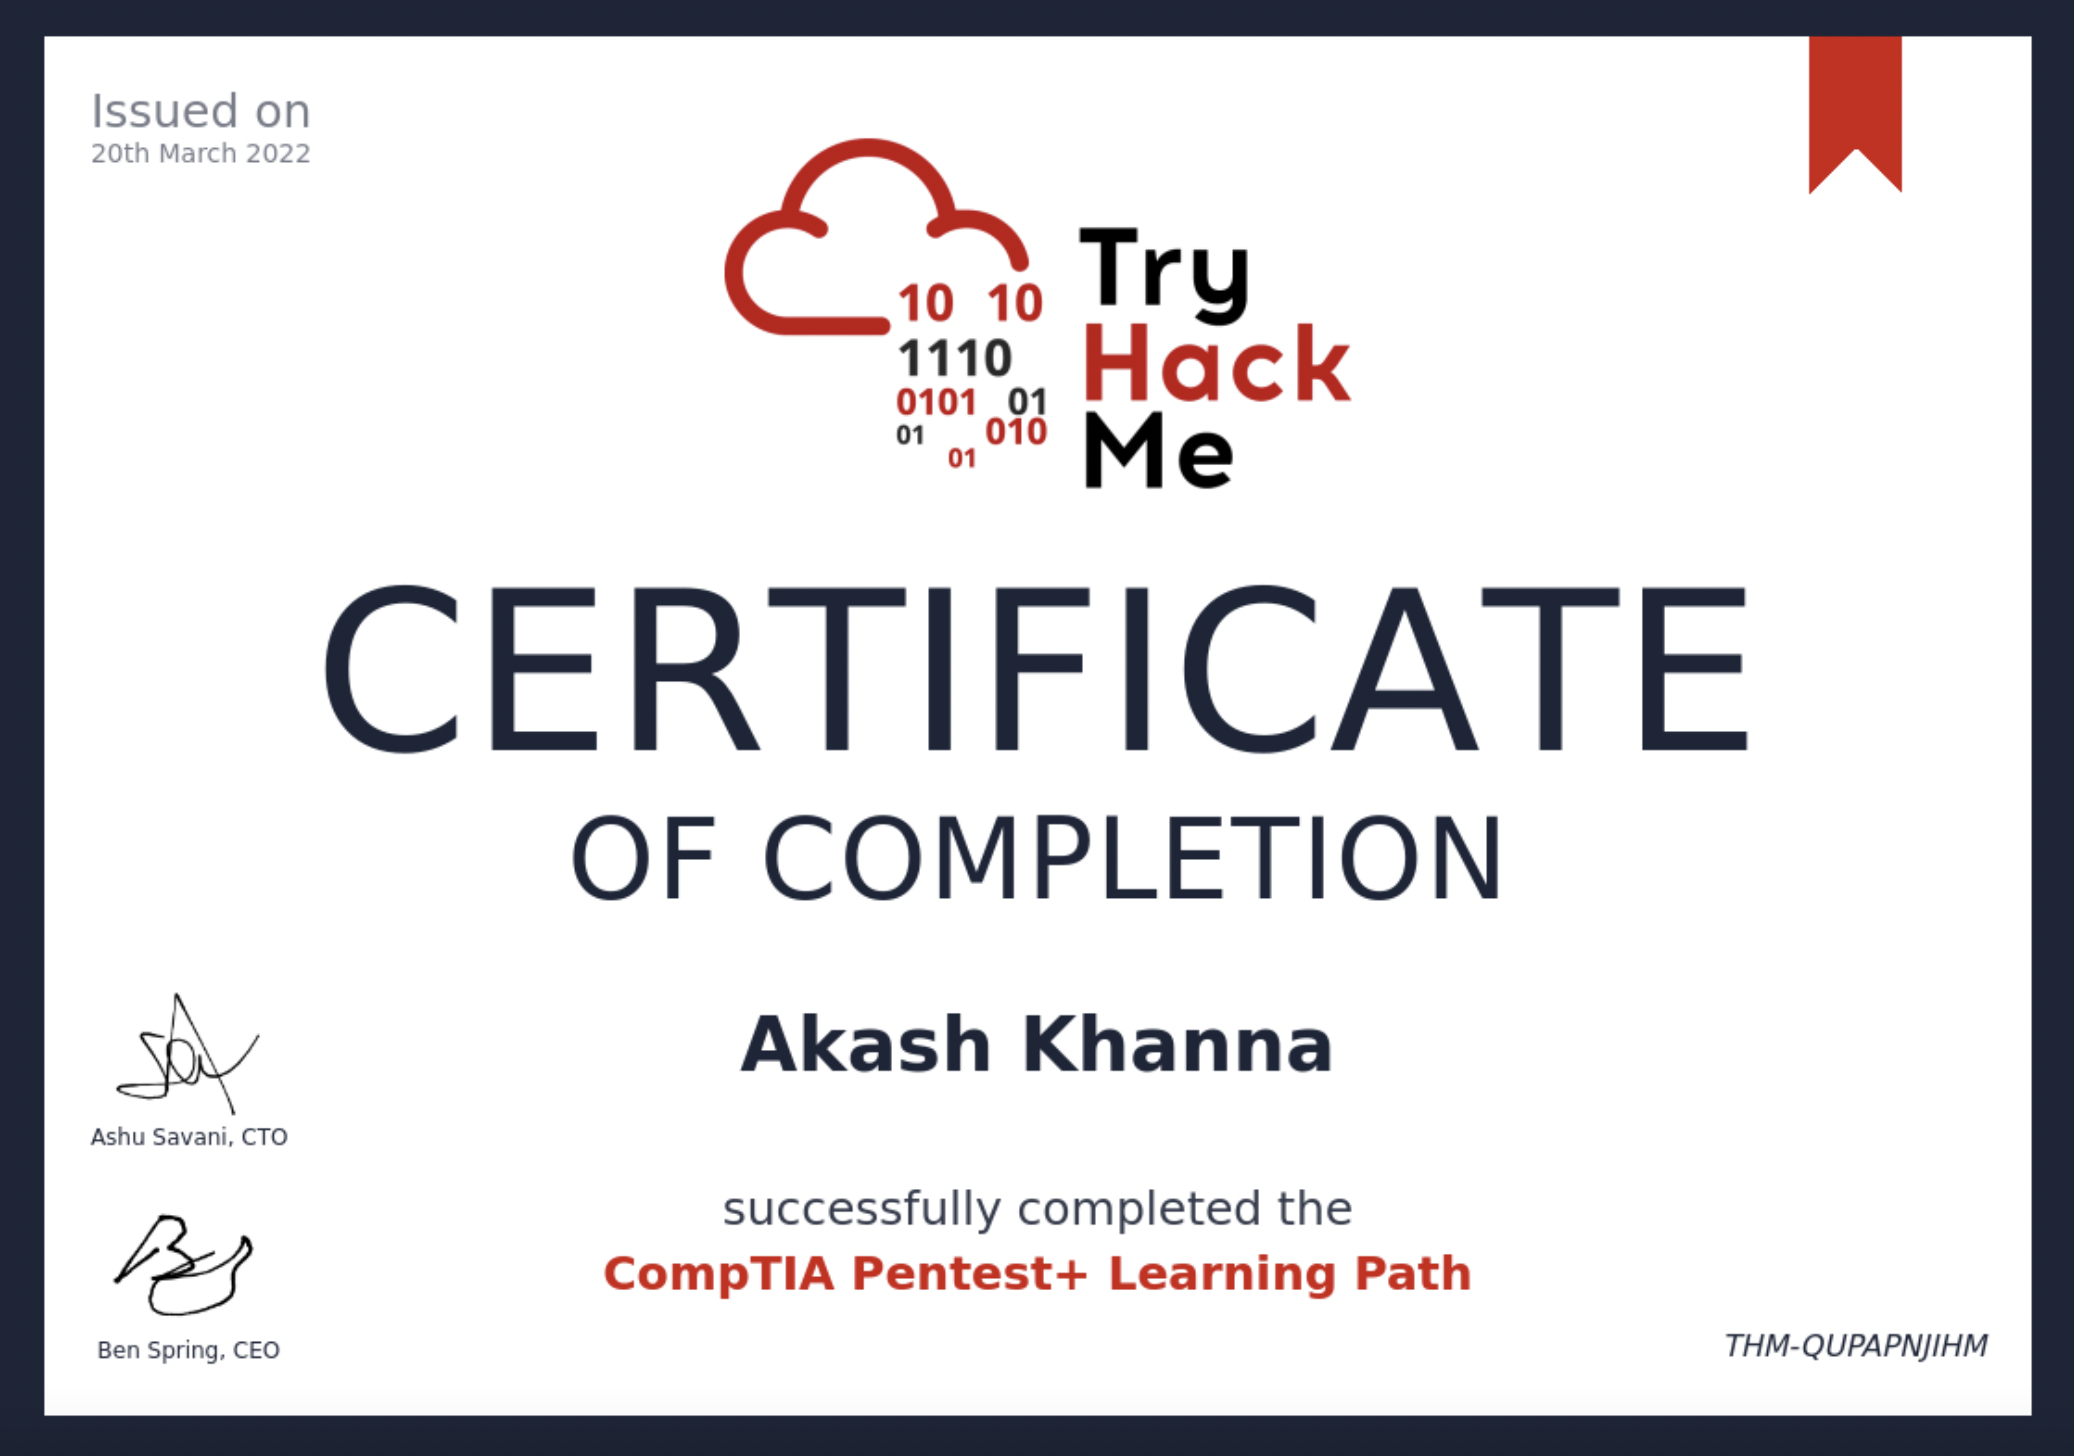 Issued on
20th March 2022
10 10
1110
0101 01
01 010
01
Try
Hack
Me
CERTIFICATE
OF COMPLETION
Akash Khanna
successfully completed the
CompTIA Pentest+ Learning Path
Ashu Savani, CTO
Ben Spring, CEO
THM-QUPAPNJIHM